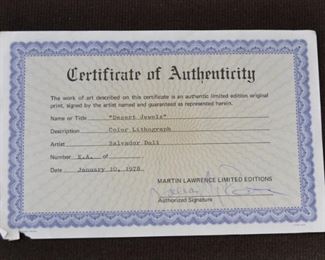 Certificate of Authenticity
The work of art described on this certificate is an authentic limited edition original
print, signed by the artist named and guaranteed as represented herein.
Name or Title "Desert Jewels"
Description Color Lithograph
Artist Salvador Dali
Number E.A. of
Date January 10, 1978
MARTIN LAWRENCE LIMITED EDITIONS
Authorized Signature